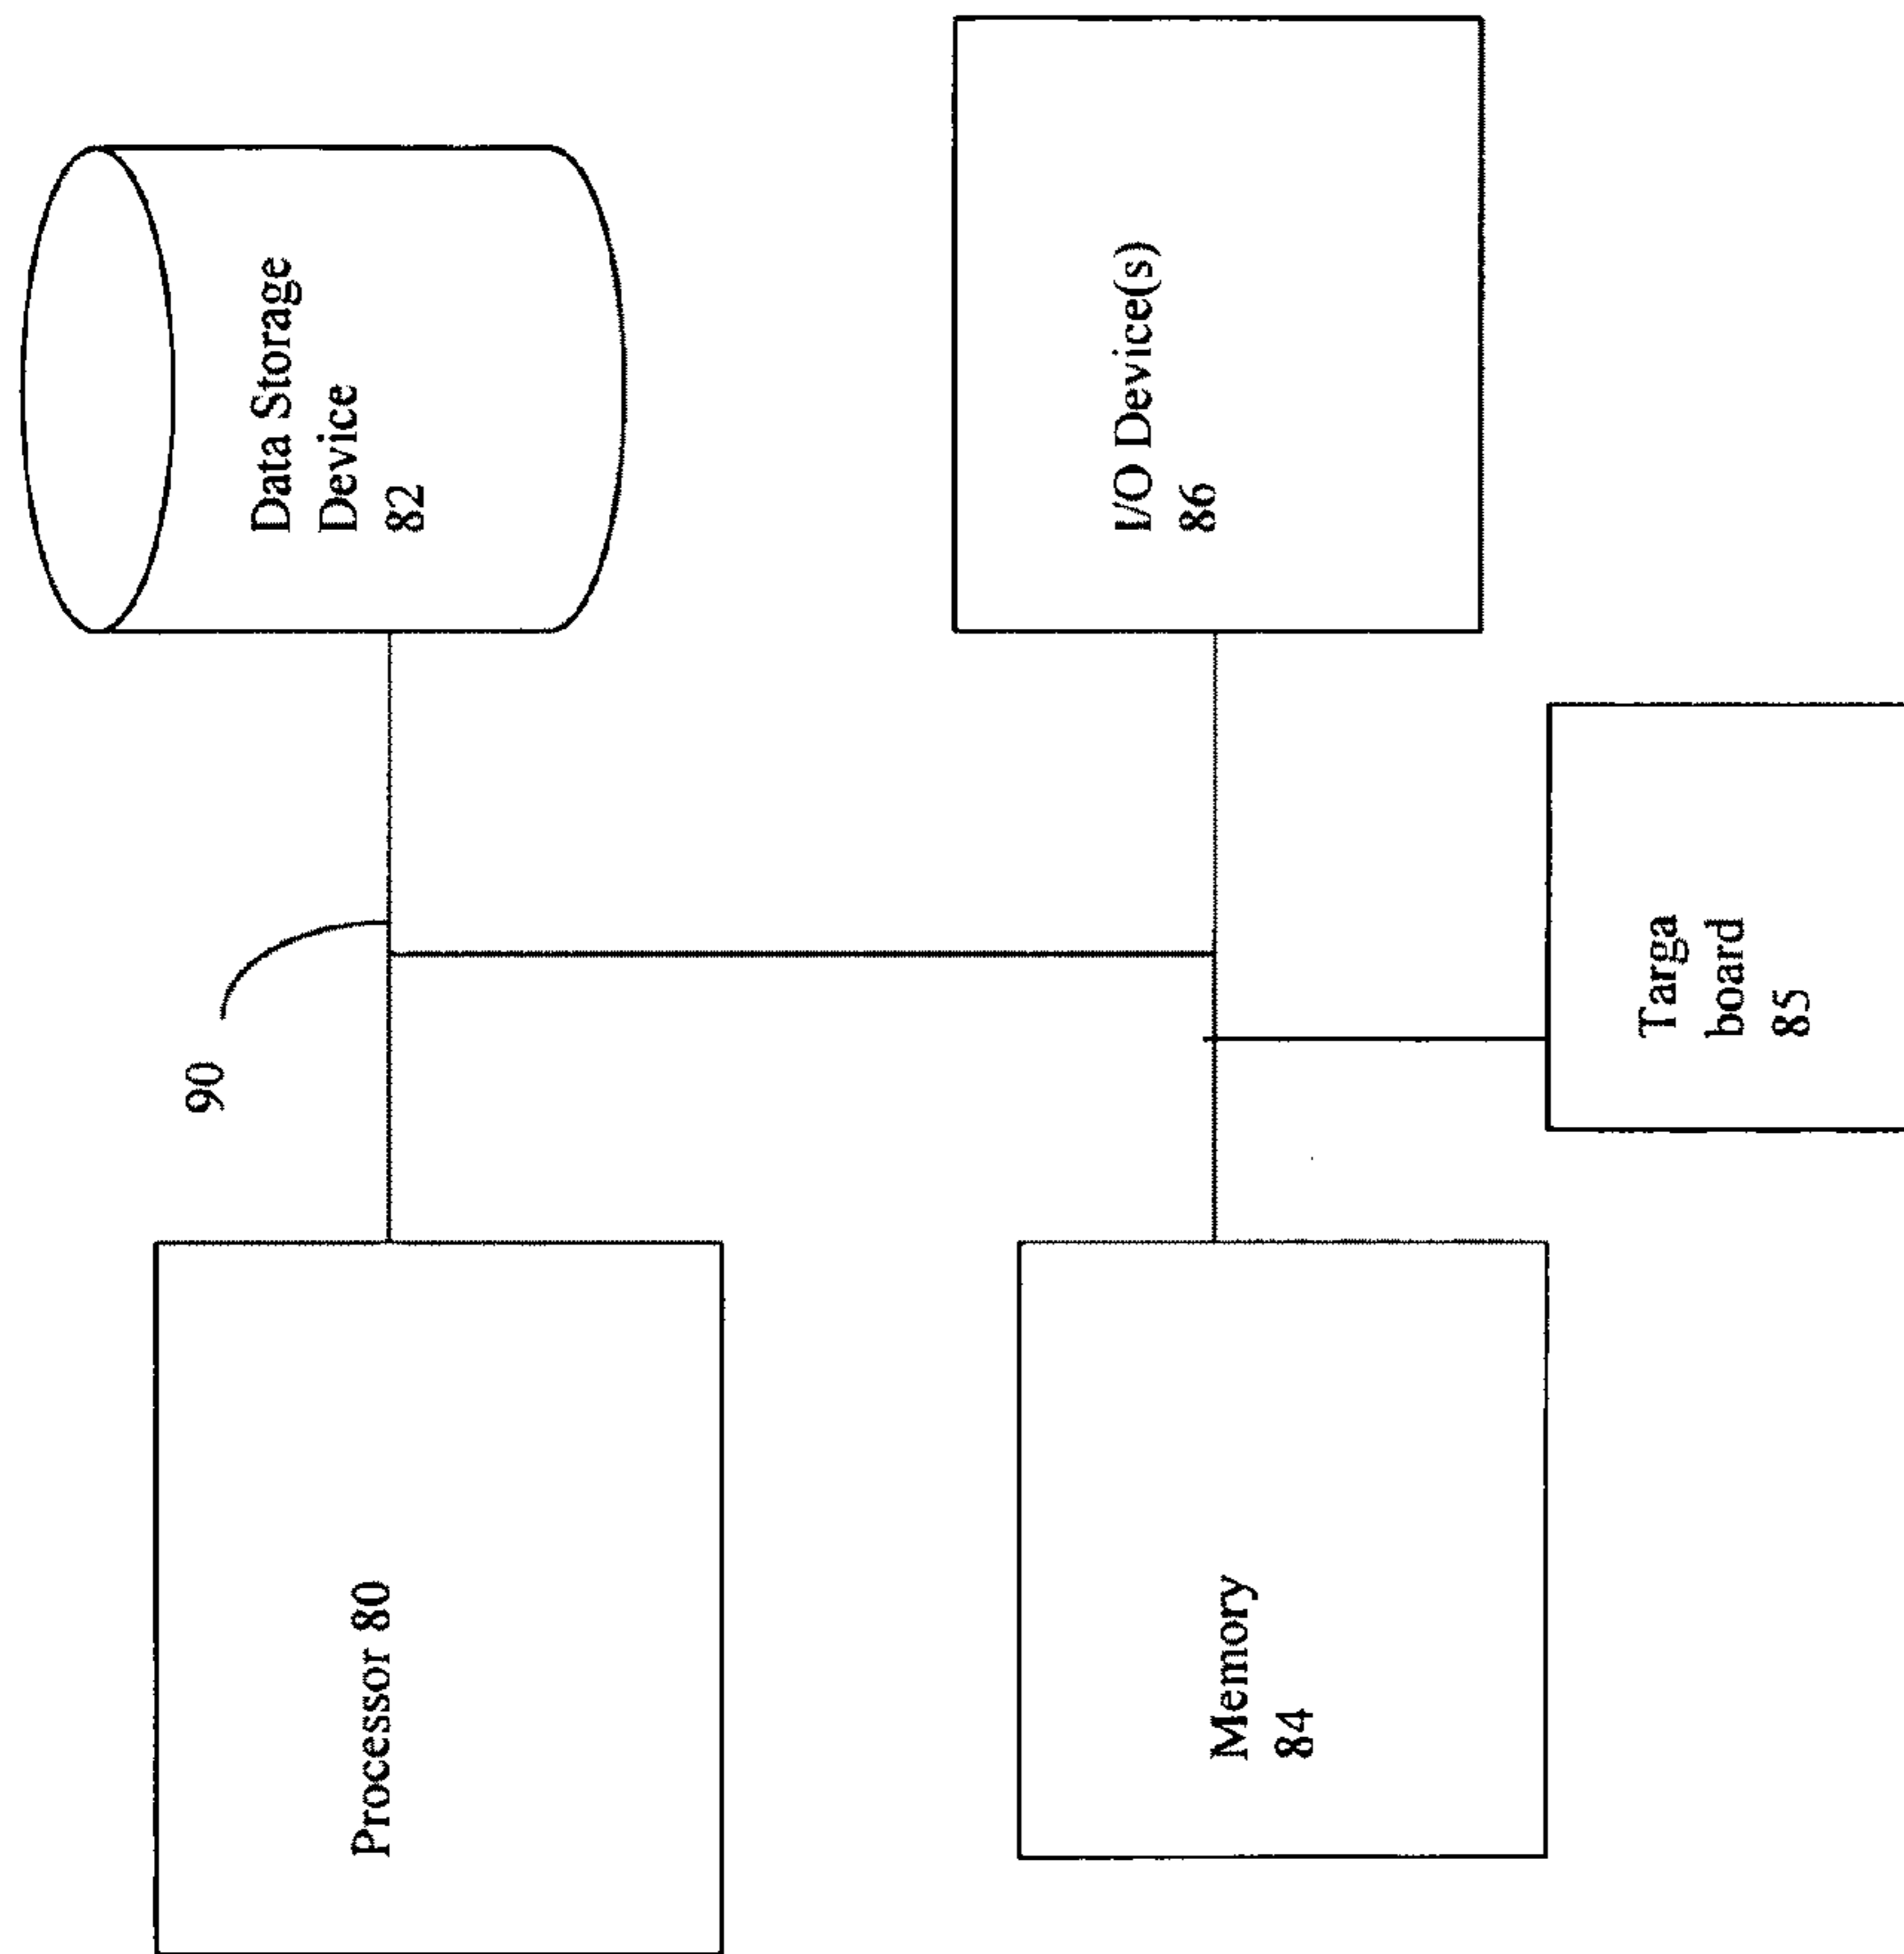 90
Processor 80
Data Storage
Device
82
Memory
84
I/O Device(s)
86
Targa
board
85